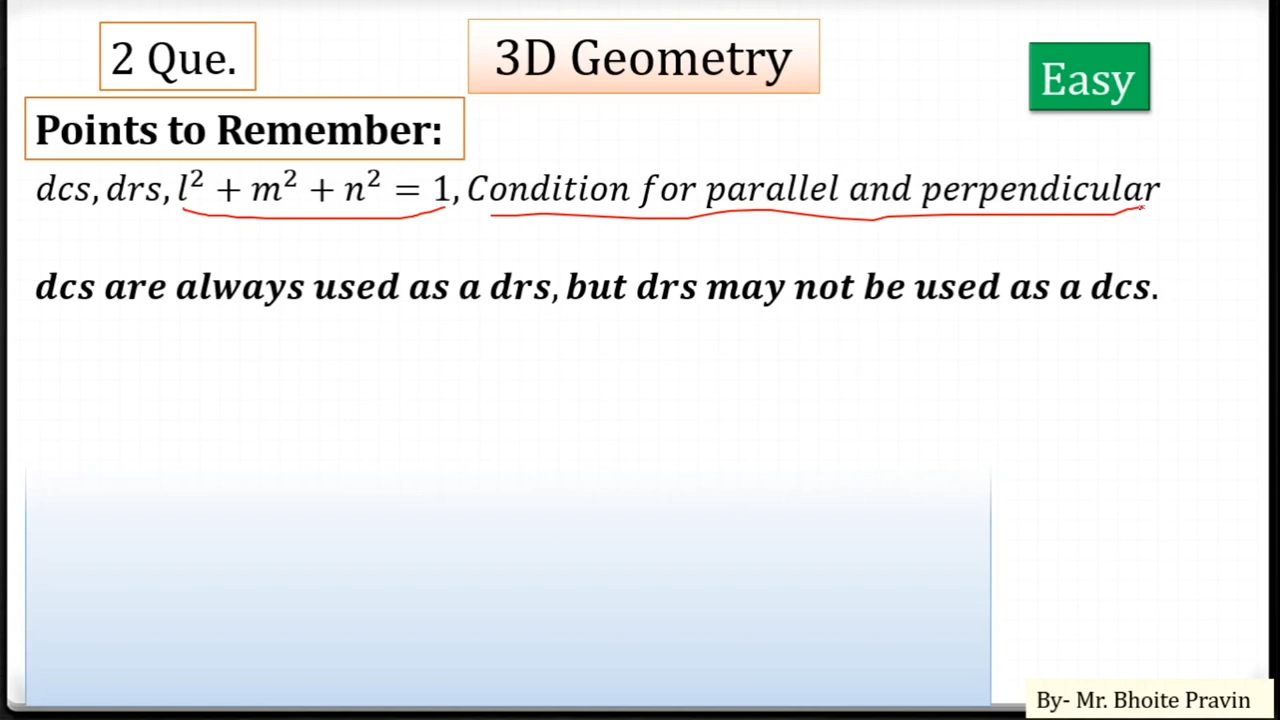 2 Que.
3D Geometry
Easy
Points to Remember:
dcs, drs, l² + m² + n² = 1, Condition for parallel and perpendicular
dcs are always used as a drs, but drs may not be used as a dcs.
By- Mr. Bhoite Pravin